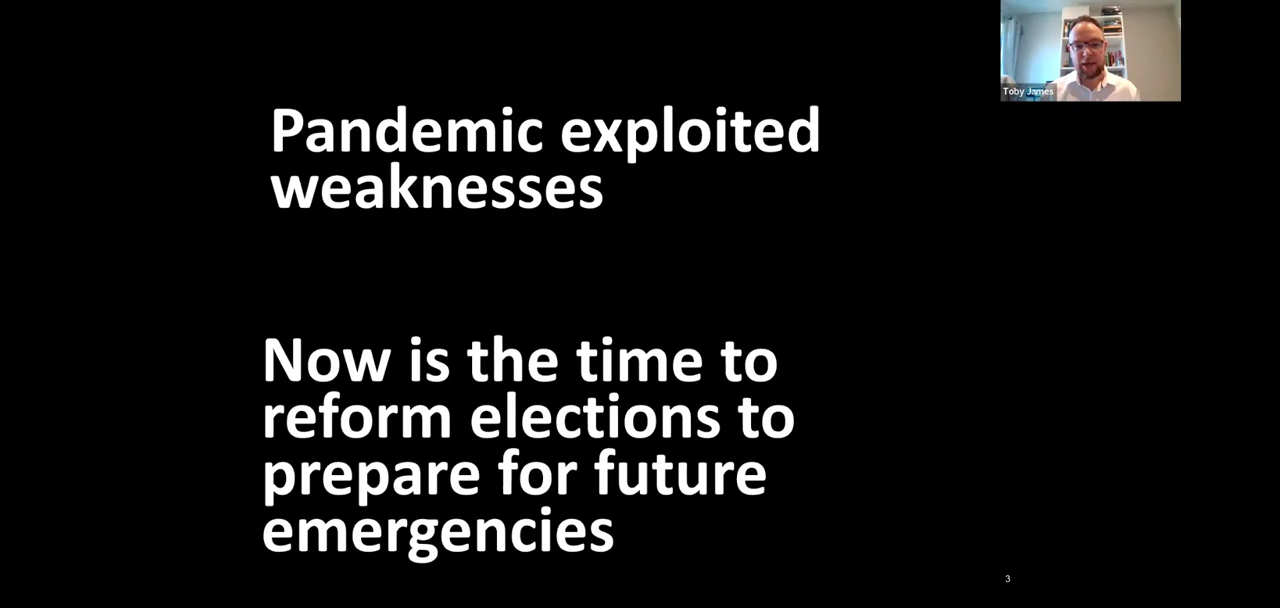 Toby James
Pandemic exploited
weaknesses
Now is the time to
reform elections to
prepare for future
emergencies
3